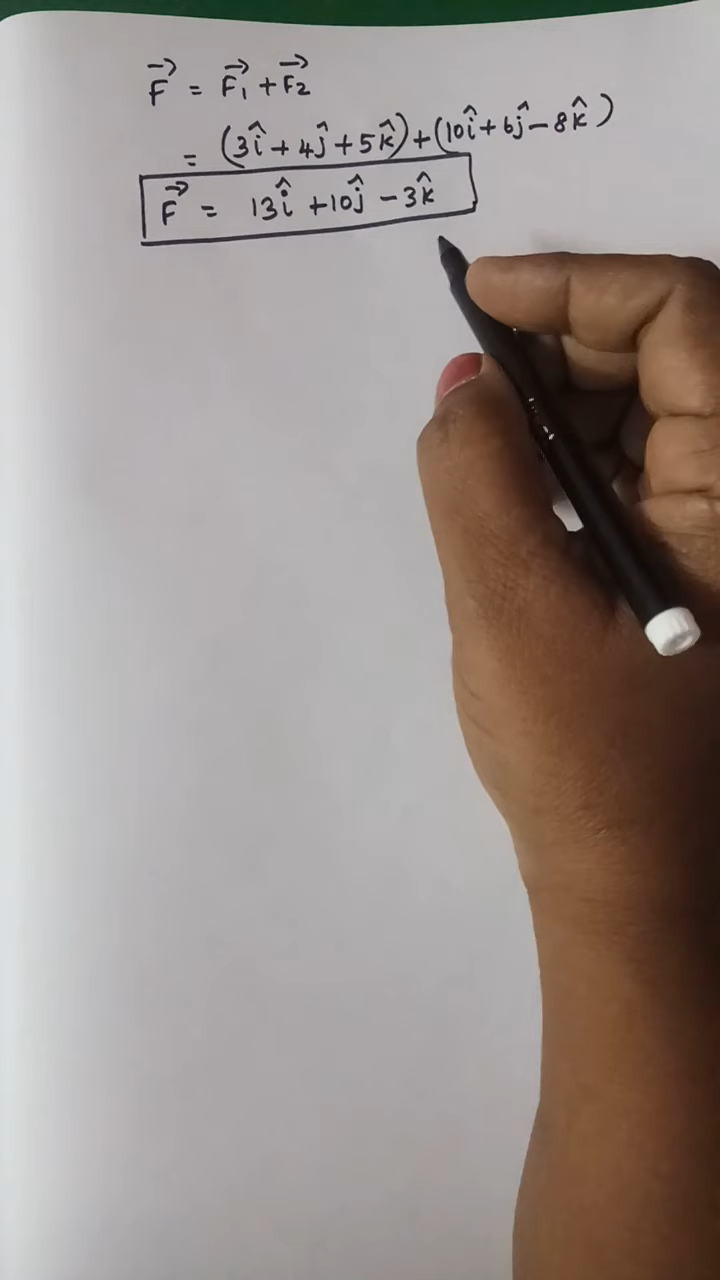 F⃗ = F⃗₁ + F⃗₂
= (3î + 4ĵ + 5k̂) + (10î + 6ĵ − 8k̂)
F⃗ = 13î + 10ĵ − 3k̂